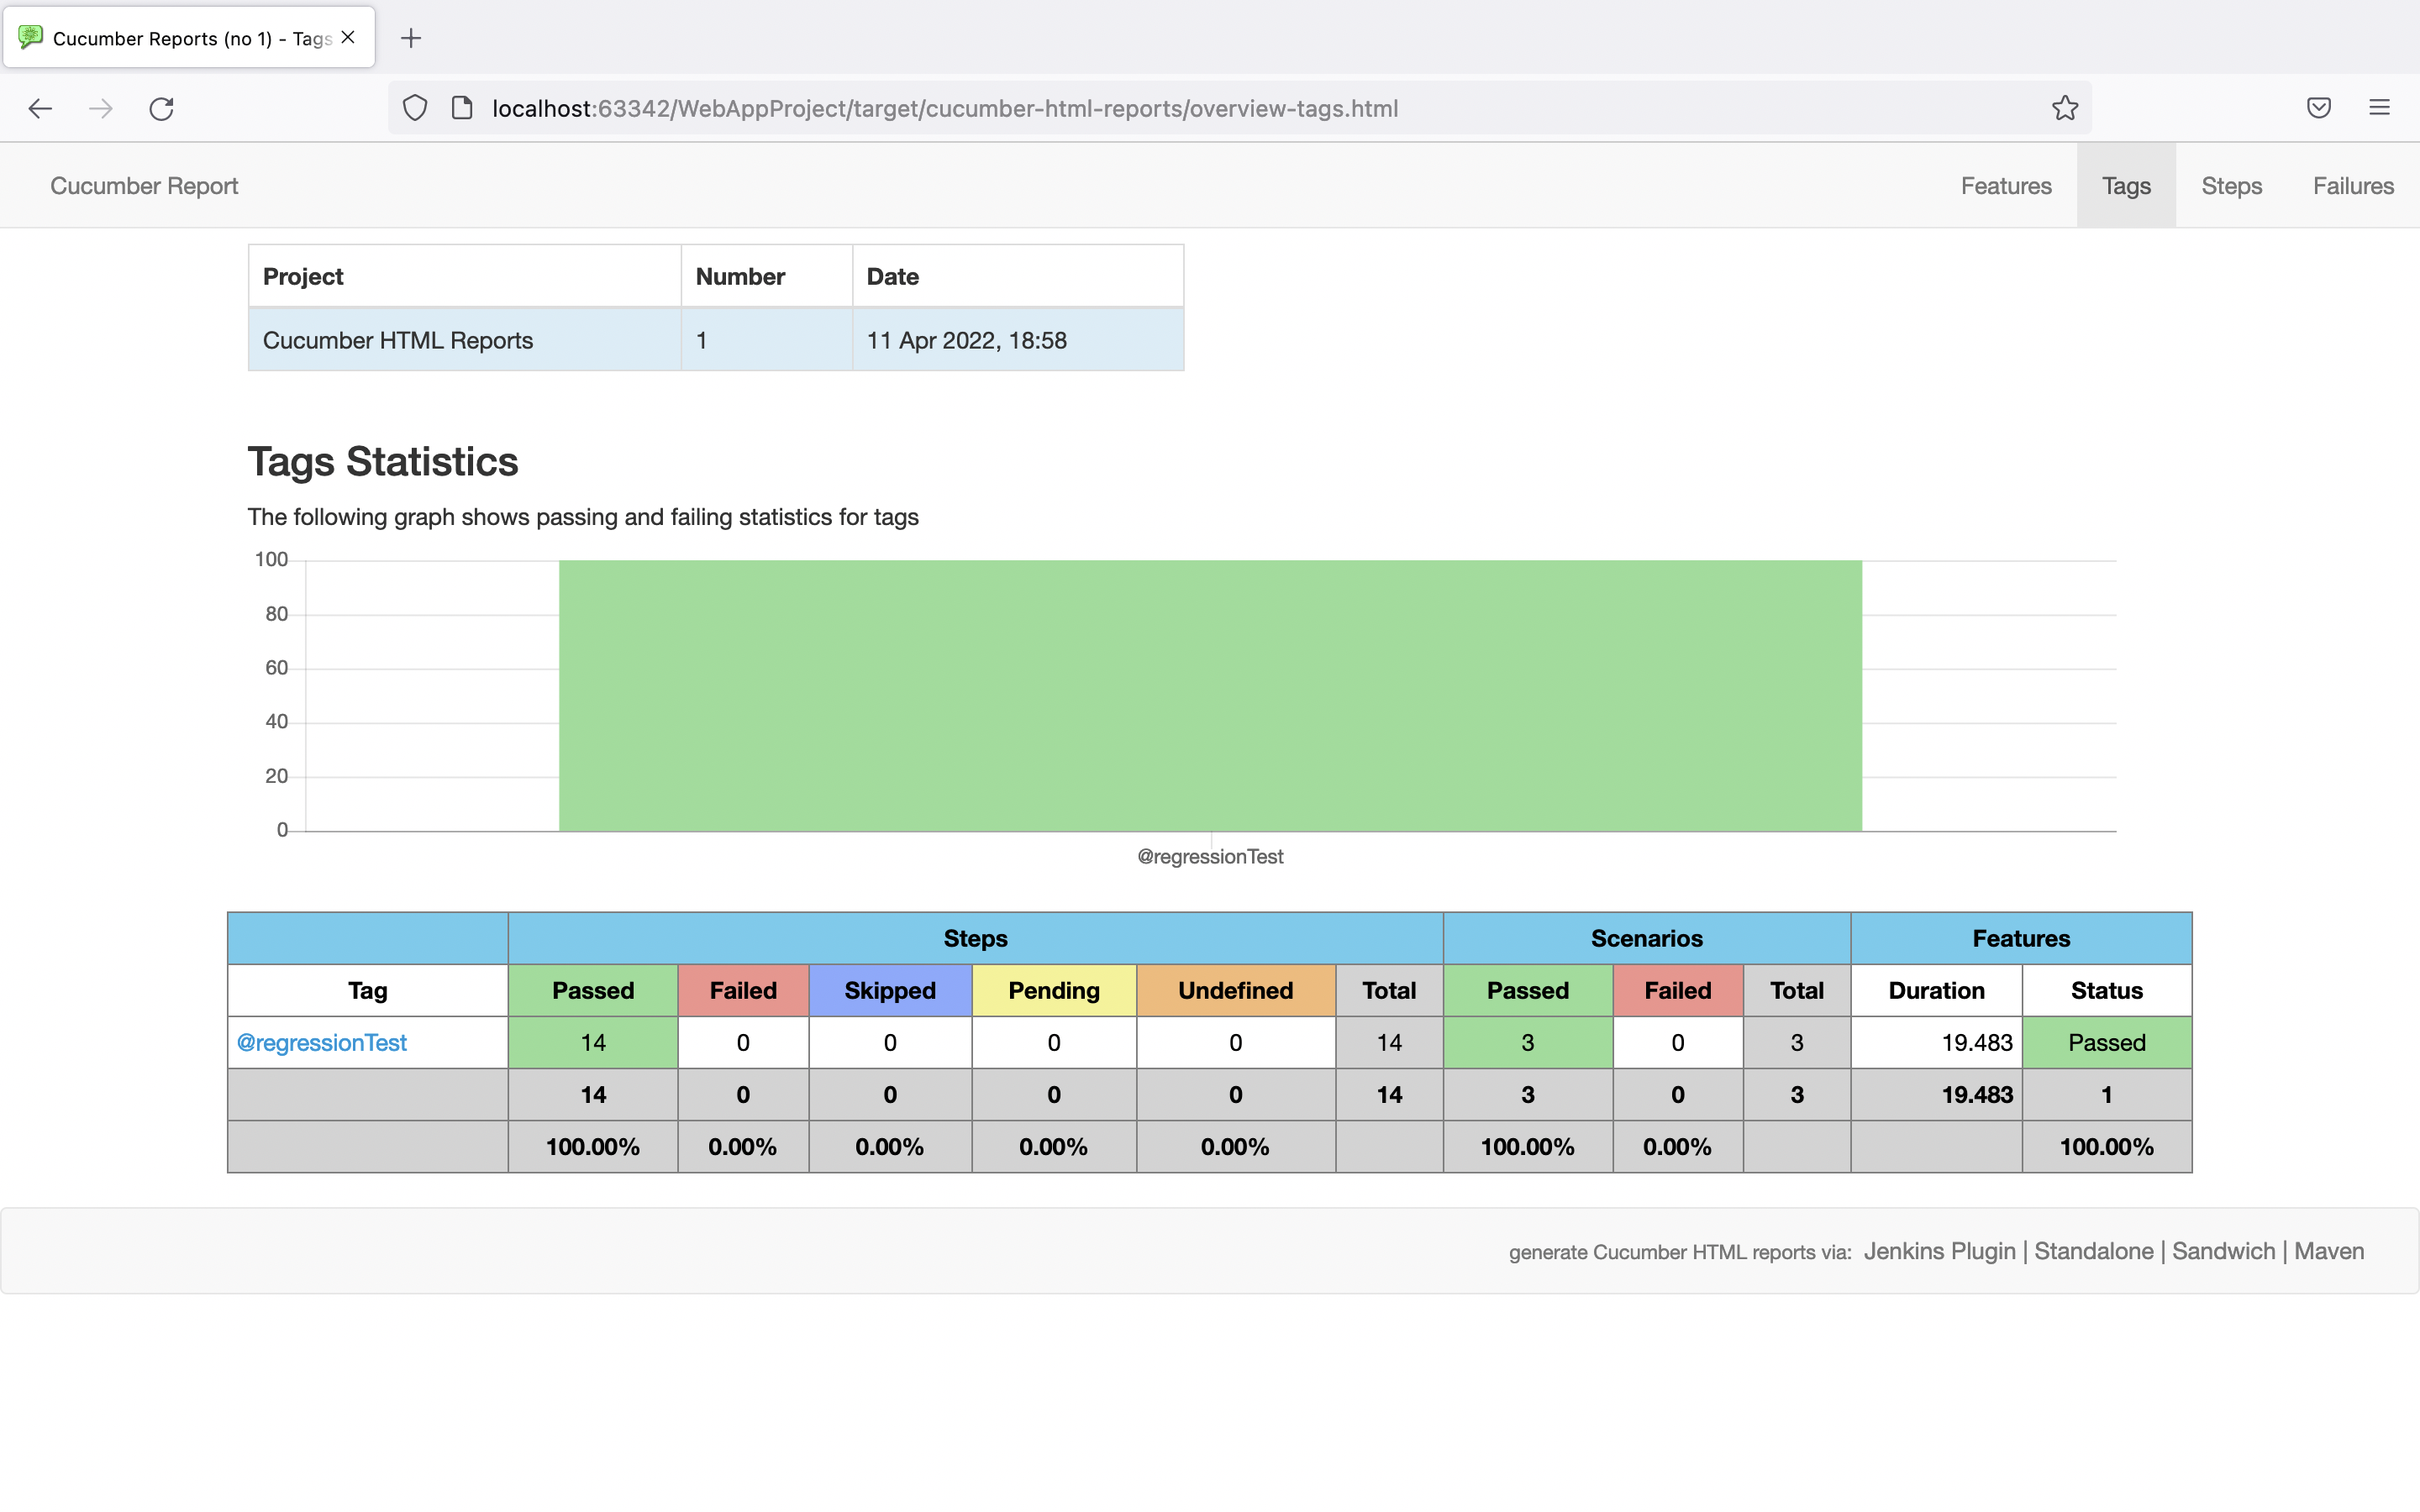 Cucumber Reports (no 1) - Tags
localhost:63342/WebAppProject/target/cucumber-html-reports/overview-tags.html
Cucumber Report Features Tags Steps Failures
Project Number Date
Cucumber HTML Reports 1 11 Apr 2022, 18:58
Tags Statistics
The following graph shows passing and failing statistics for tags
100
80
60
40
20
0
@regressionTest
Steps Scenarios Features
Tag Passed Failed Skipped Pending Undefined Total Passed Failed Total Duration Status
@regressionTest 14 0 0 0 0 14 3 0 3 19.483 Passed
14 0 0 0 0 14 3 0 3 19.483 1
100.00% 0.00% 0.00% 0.00% 0.00% 100.00% 0.00% 100.00%
generate Cucumber HTML reports via: Jenkins Plugin | Standalone | Sandwich | Maven